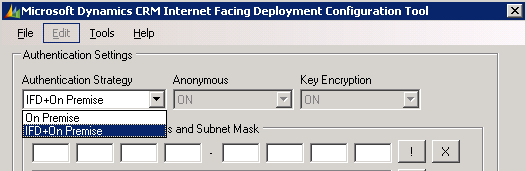 Microsoft Dynamics CRM Internet Facing Deployment Configuration Tool
File Edit Tools Help
Authentication Settings
Authentication Strategy Anonymous Key Encryption
IFD+On Premise ON ON
On Premise
IFD+On Premise
s and Subnet Mask
- ! X